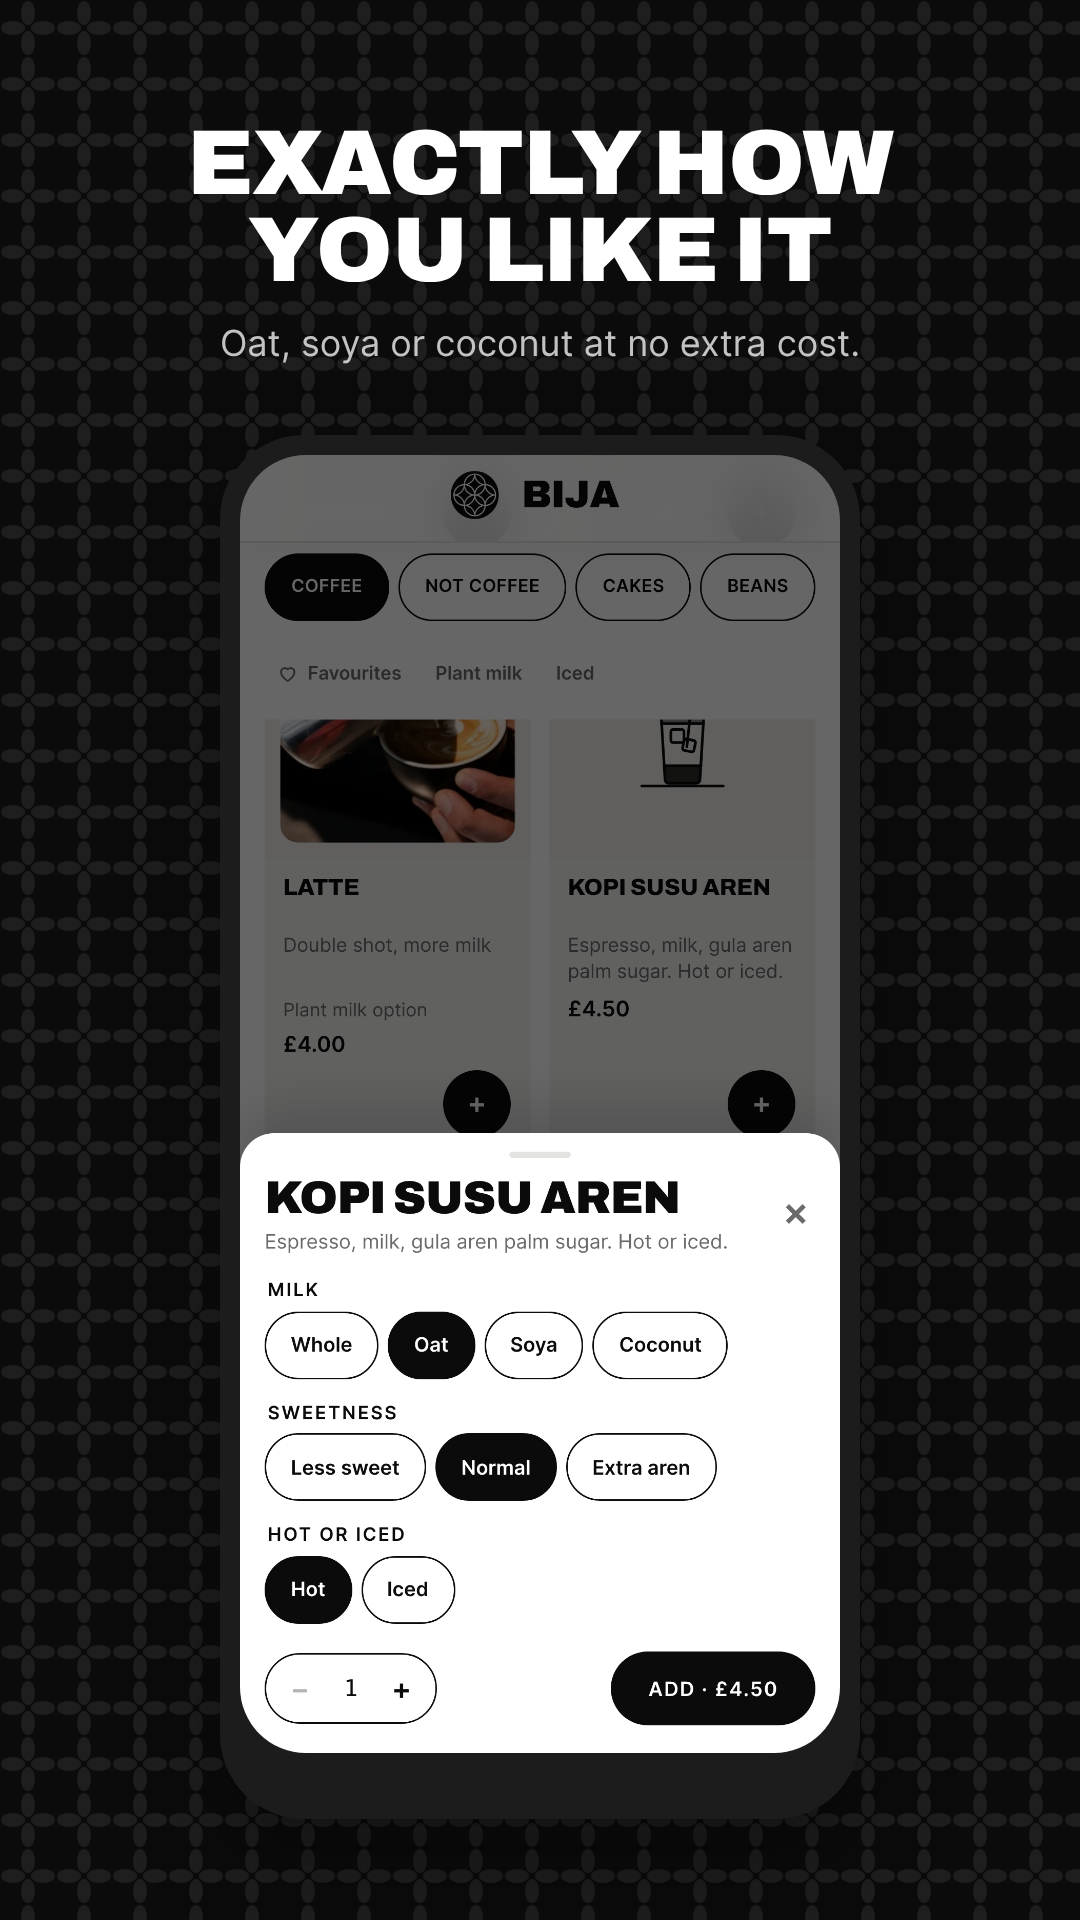 EXACTLY HOW
YOU LIKE IT
Oat, soya or coconut at no extra cost.
BIJA
COFFEE
NOT COFFEE
CAKES
BEANS
Favourites
Plant milk
Iced
LATTE
Double shot, more milk
Plant milk option
£4.00
+
KOPI SUSU AREN
Espresso, milk, gula aren
palm sugar. Hot or iced.
£4.50
+
KOPI SUSU AREN
×
Espresso, milk, gula aren palm sugar. Hot or iced.
MILK
Whole
Oat
Soya
Coconut
SWEETNESS
Less sweet
Normal
Extra aren
HOT OR ICED
Hot
Iced
− 1 +
ADD · £4.50